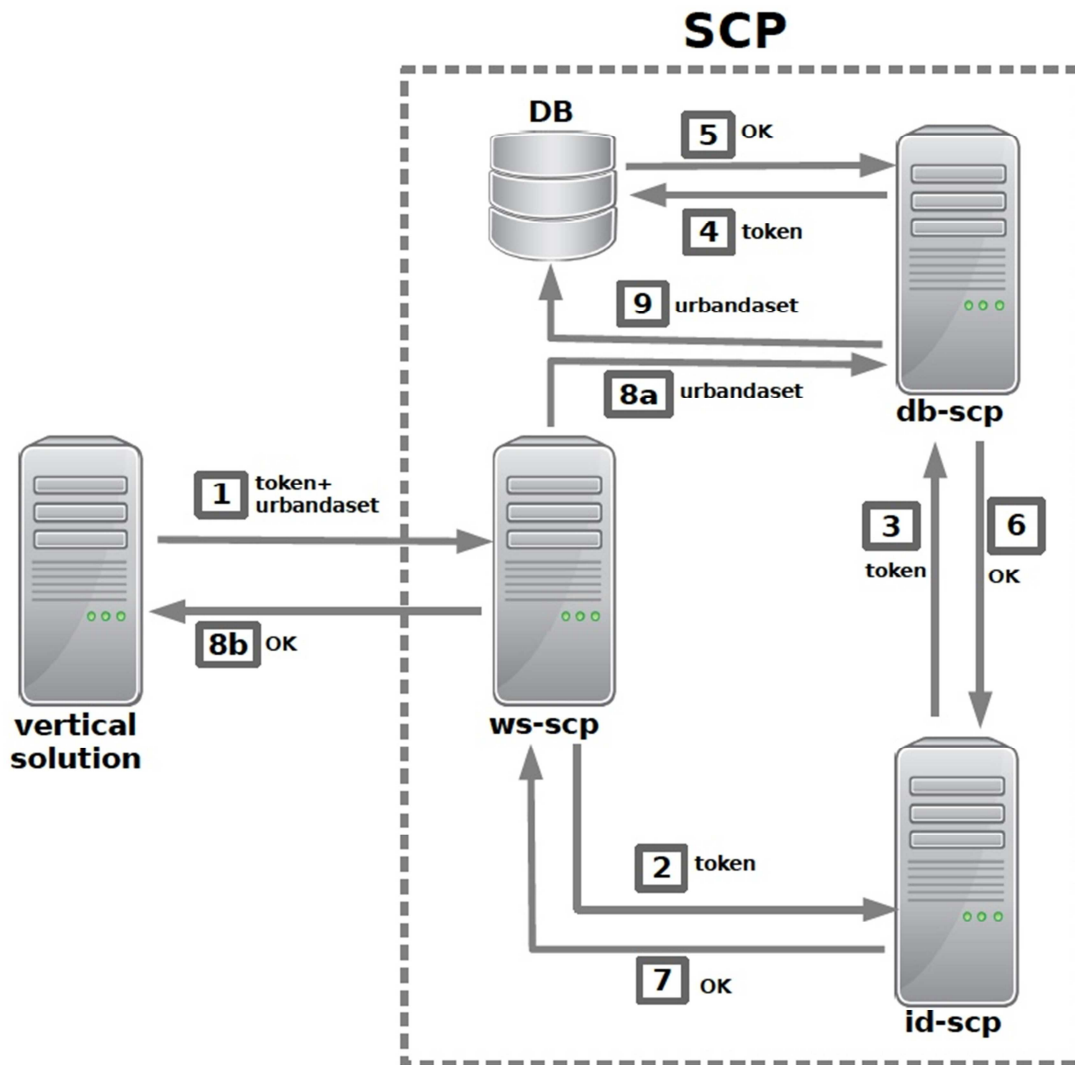 SCP
DB
5 OK
4 token
9 urbandaset
8a urbandaset
db-scp
1 token+
urbandaset
8b OK
vertical
solution
ws-scp
3
token
6
OK
2 token
7 OK
id-scp